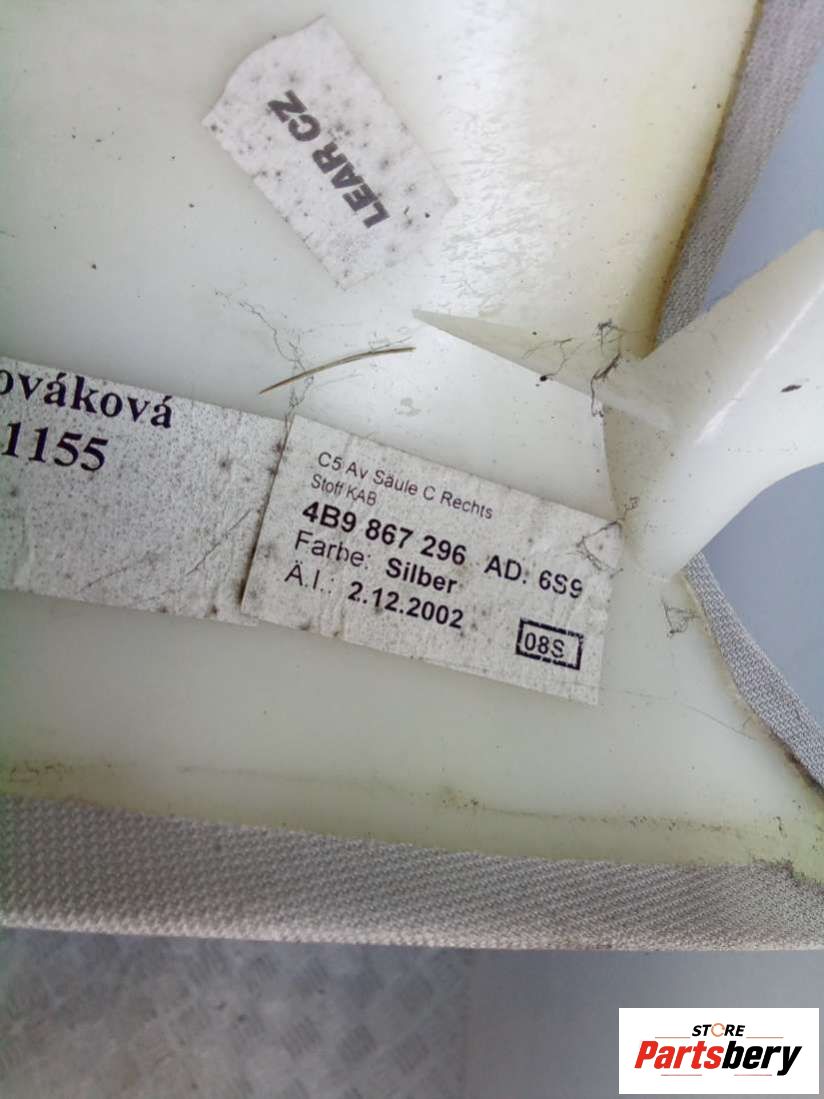 LEAR CZ
ováková
1155
C5 Av Säule C Rechts
Stoff KAB
4B9 867 296 AD. 6S9
Farbe: Silber
Ä.I.: 2.12.2002
08S
STORE
Partsbery